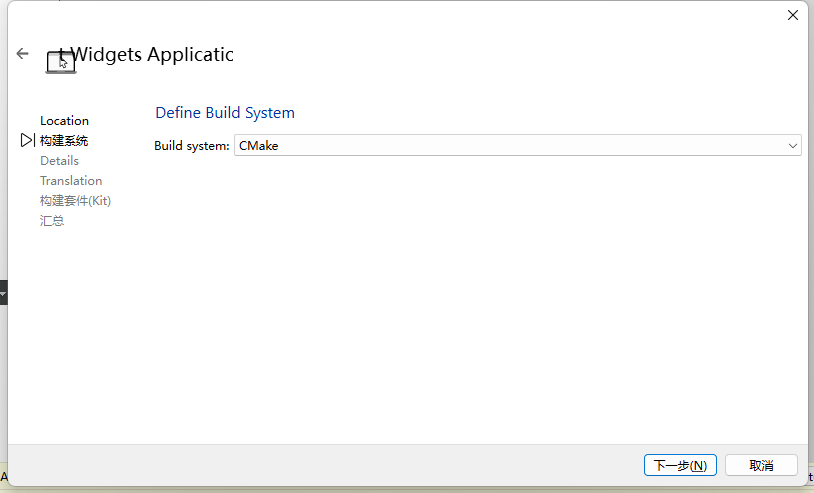 t Widgets Applicatic
Location
构建系统
Details
Translation
构建套件(Kit)
汇总
Define Build System
Build system: CMake
下一步(N)
取消
A
t